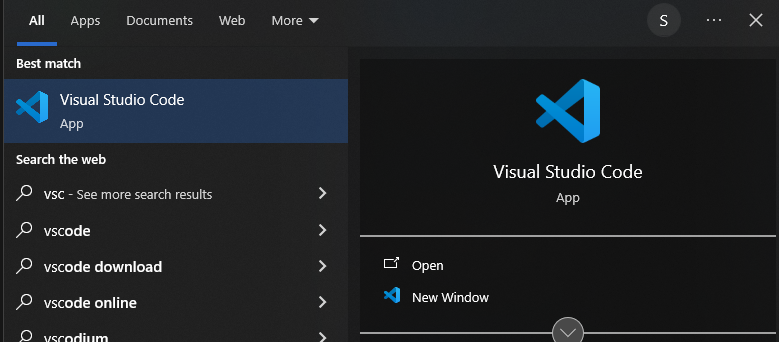 All Apps Documents Web More S
Best match
Visual Studio Code
App
Search the web
vsc - See more search results
vscode
vscode download
vscode online
vscodium
Visual Studio Code
App
Open
New Window